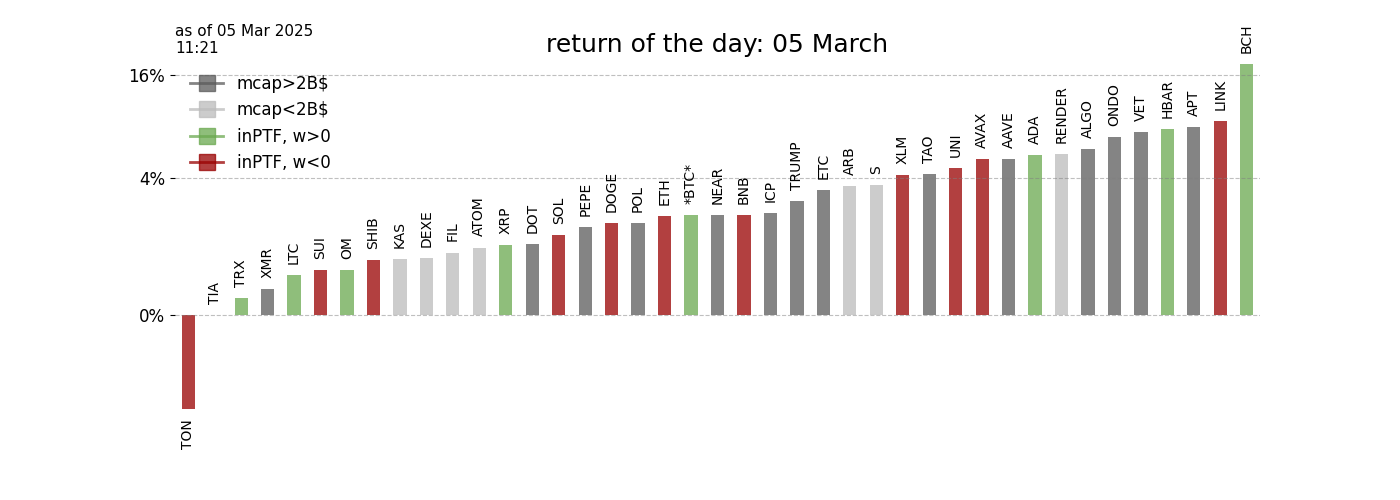 as of 05 Mar 2025
11:21
return of the day: 05 March
16%
4%
0%
mcap>2B$
mcap<2B$
inPTF, w>0
inPTF, w<0
TON
TIA
TRX
XMR
LTC
SUI
OM
SHIB
KAS
DEXE
FIL
ATOM
XRP
DOT
SOL
PEPE
DOGE
POL
ETH
*BTC*
NEAR
BNB
ICP
TRUMP
ETC
ARB
S
XLM
TAO
UNI
AVAX
AAVE
ADA
RENDER
ALGO
ONDO
VET
HBAR
APT
LINK
BCH